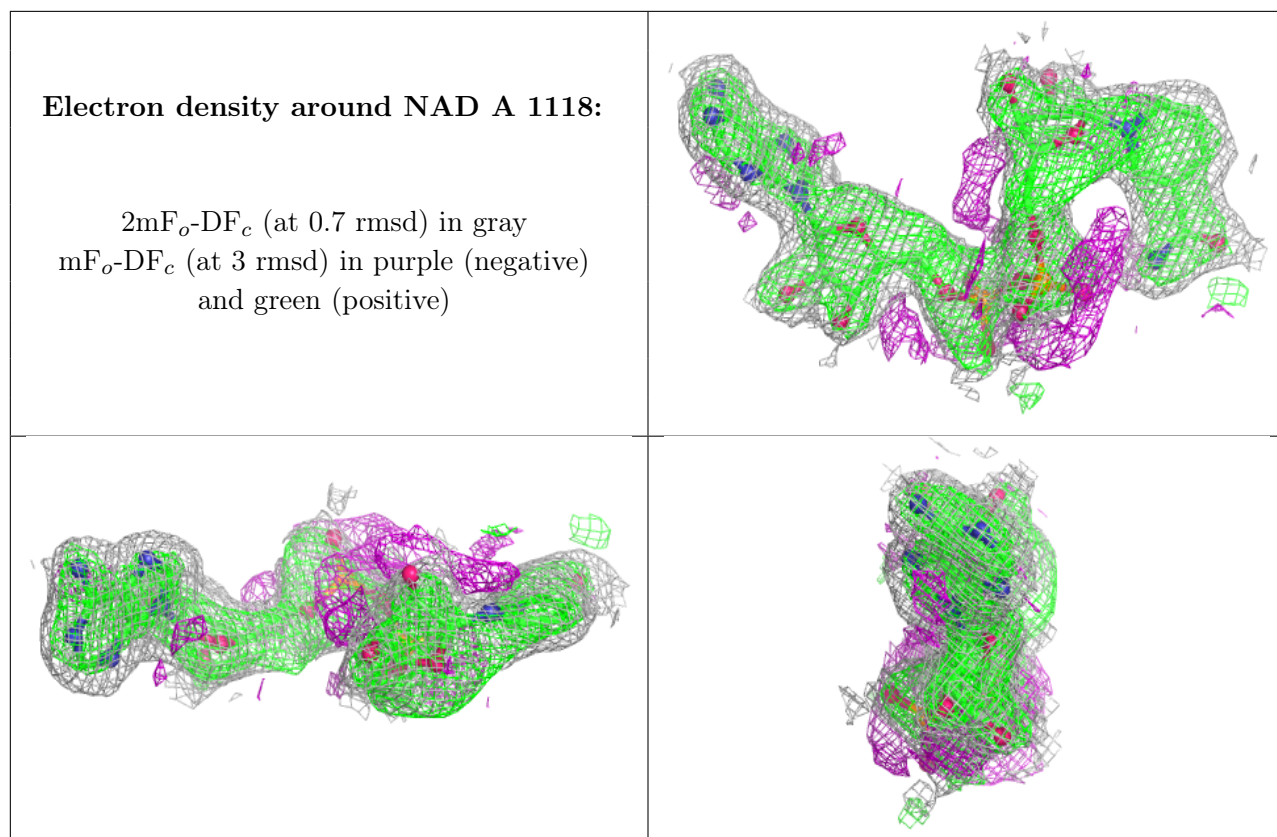 Electron density around NAD A 1118:
2mFo-DFc (at 0.7 rmsd) in gray
mFo-DFc (at 3 rmsd) in purple (negative)
and green (positive)